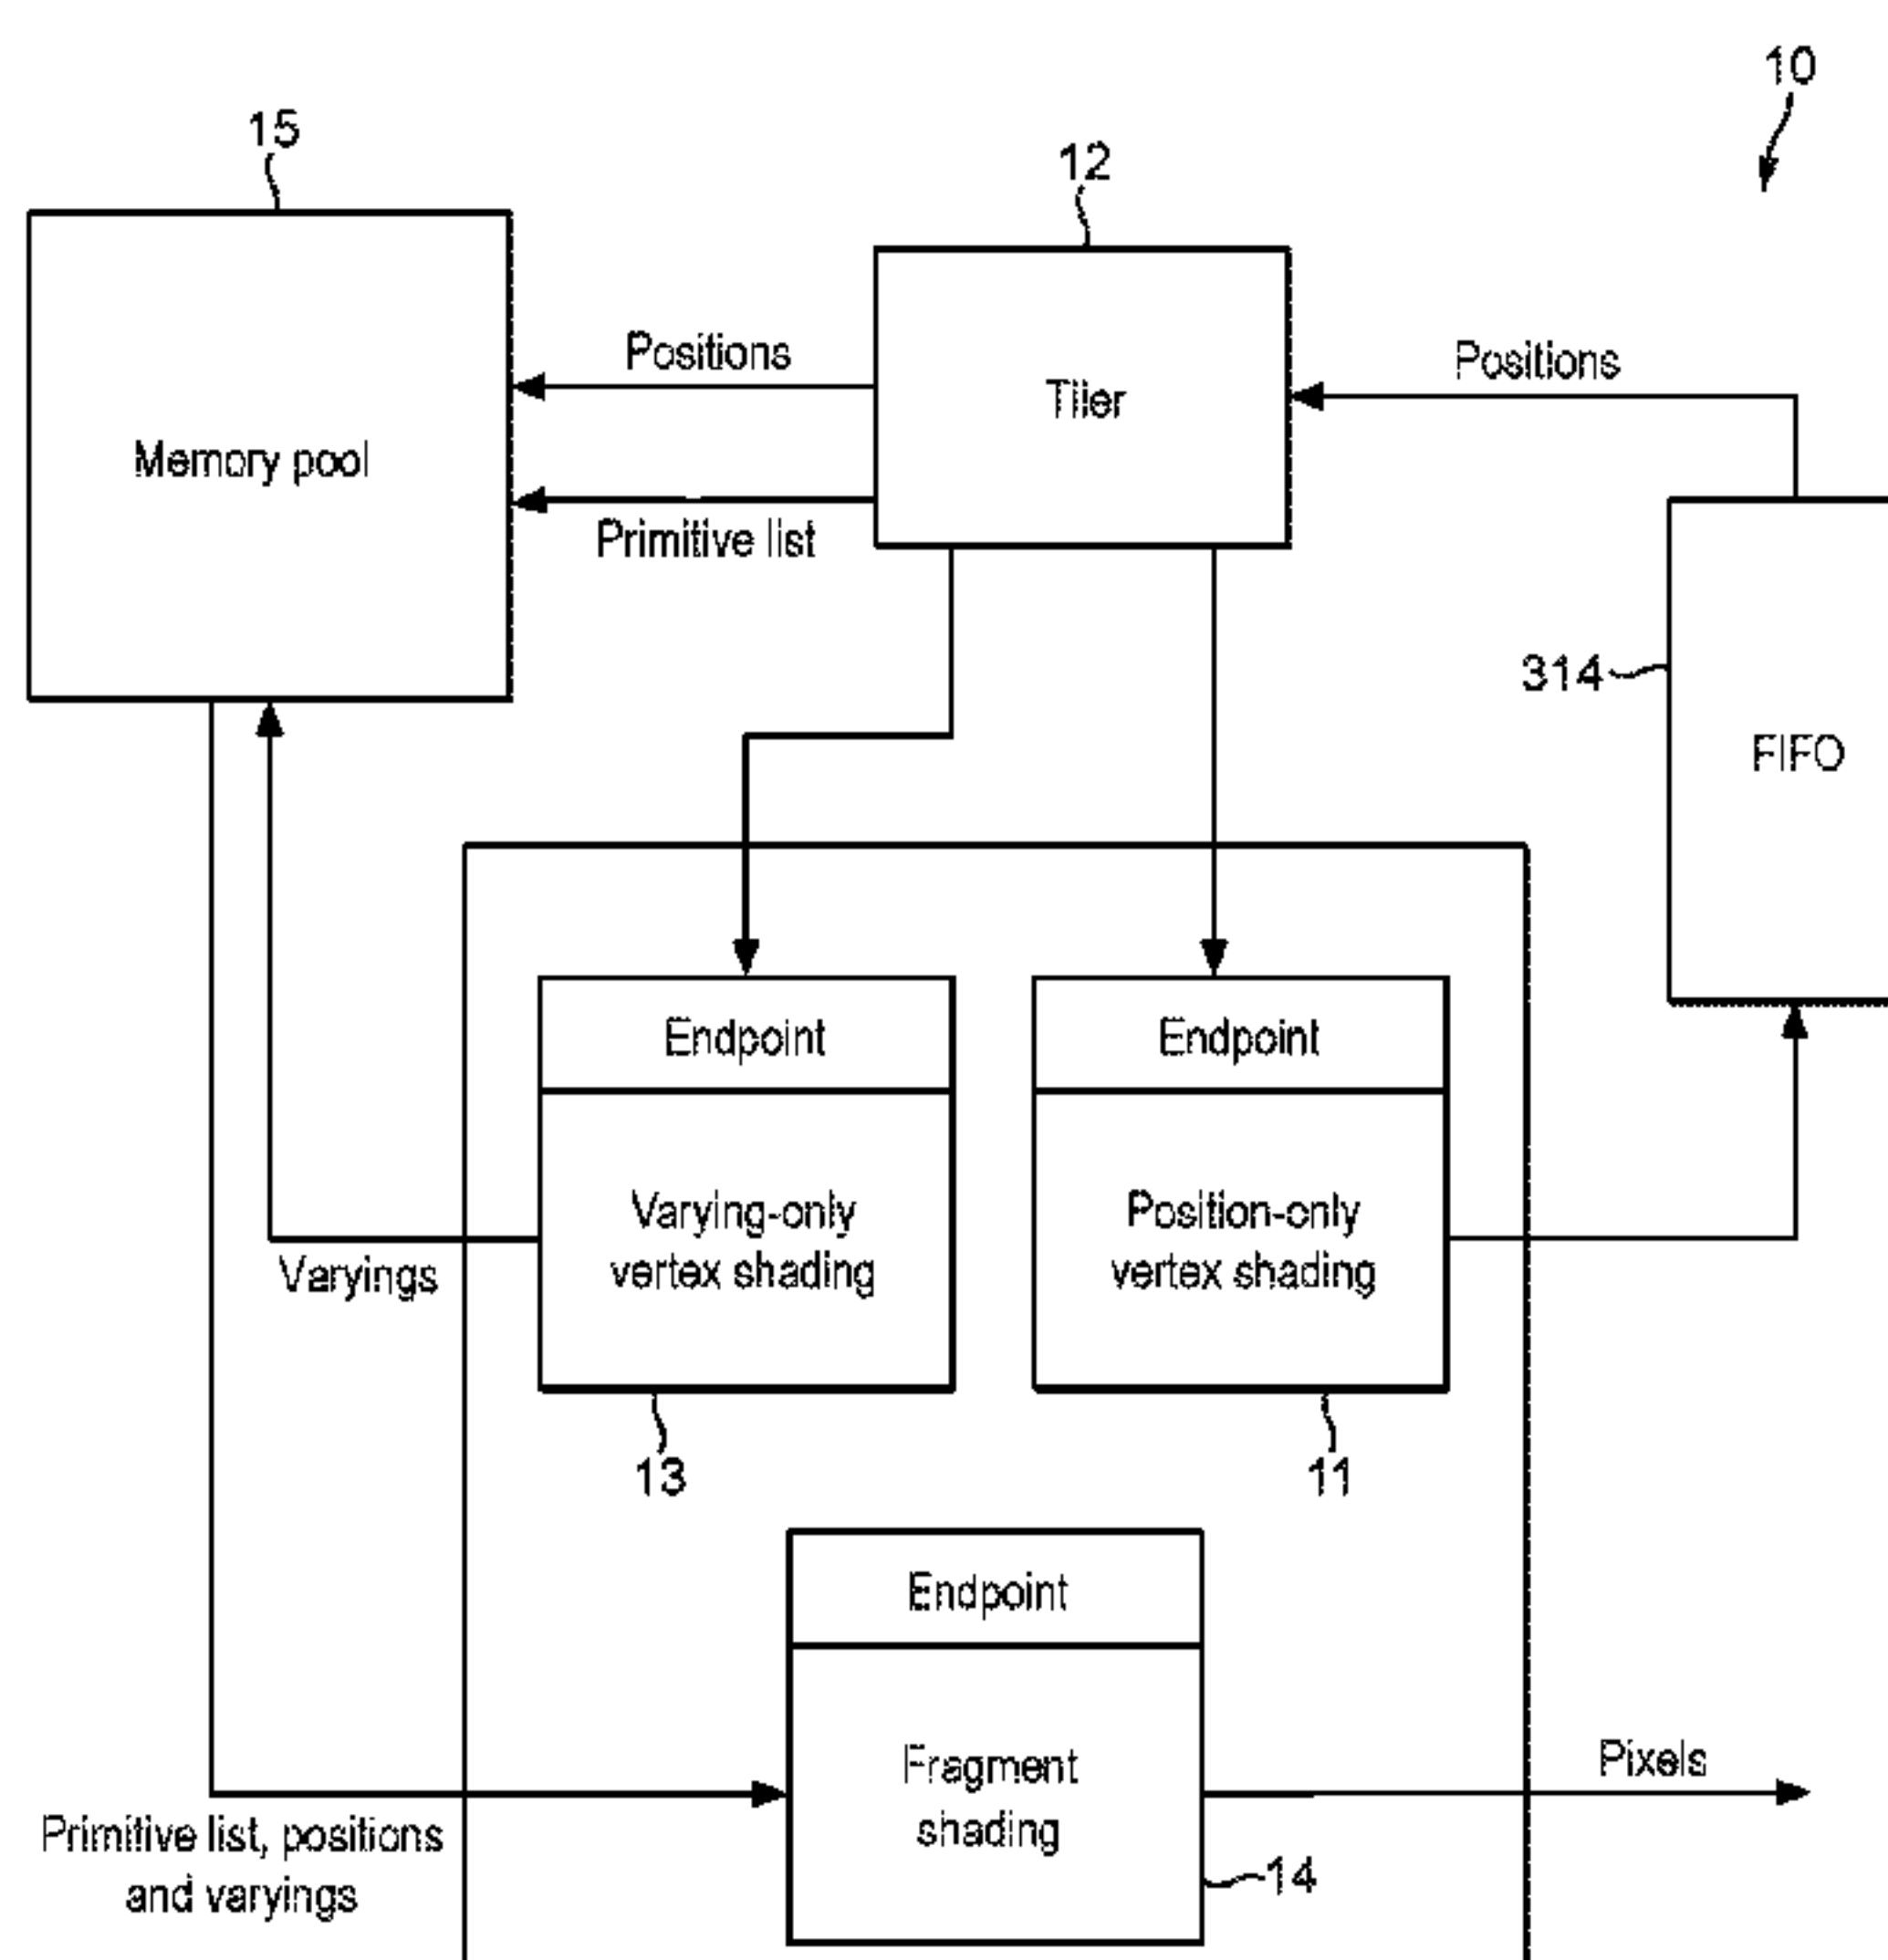 10
15
12
Positions
Positions
Tiler
Memory pool
Primitive list
314
FIFO
Endpoint
Endpoint
Varying-only
vertex shading
Position-only
vertex shading
Varyings
13
11
Endpoint
Fragment
shading
Pixels
Primitive list, positions
and varyings
14